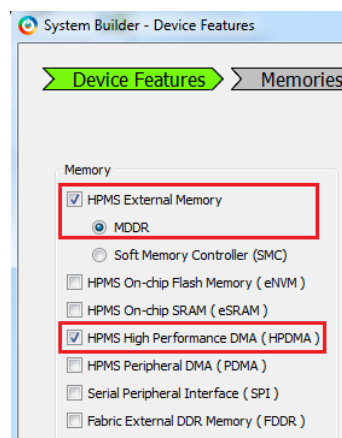 System Builder - Device Features
Device Features
Memories
Memory
HPMS External Memory
MDDR
Soft Memory Controller (SMC)
HPMS On-chip Flash Memory ( eNVM )
HPMS On-chip SRAM ( eSRAM )
HPMS High Performance DMA ( HPDMA )
HPMS Peripheral DMA ( PDMA )
Serial Peripheral Interface ( SPI )
Fabric External DDR Memory ( FDDR )